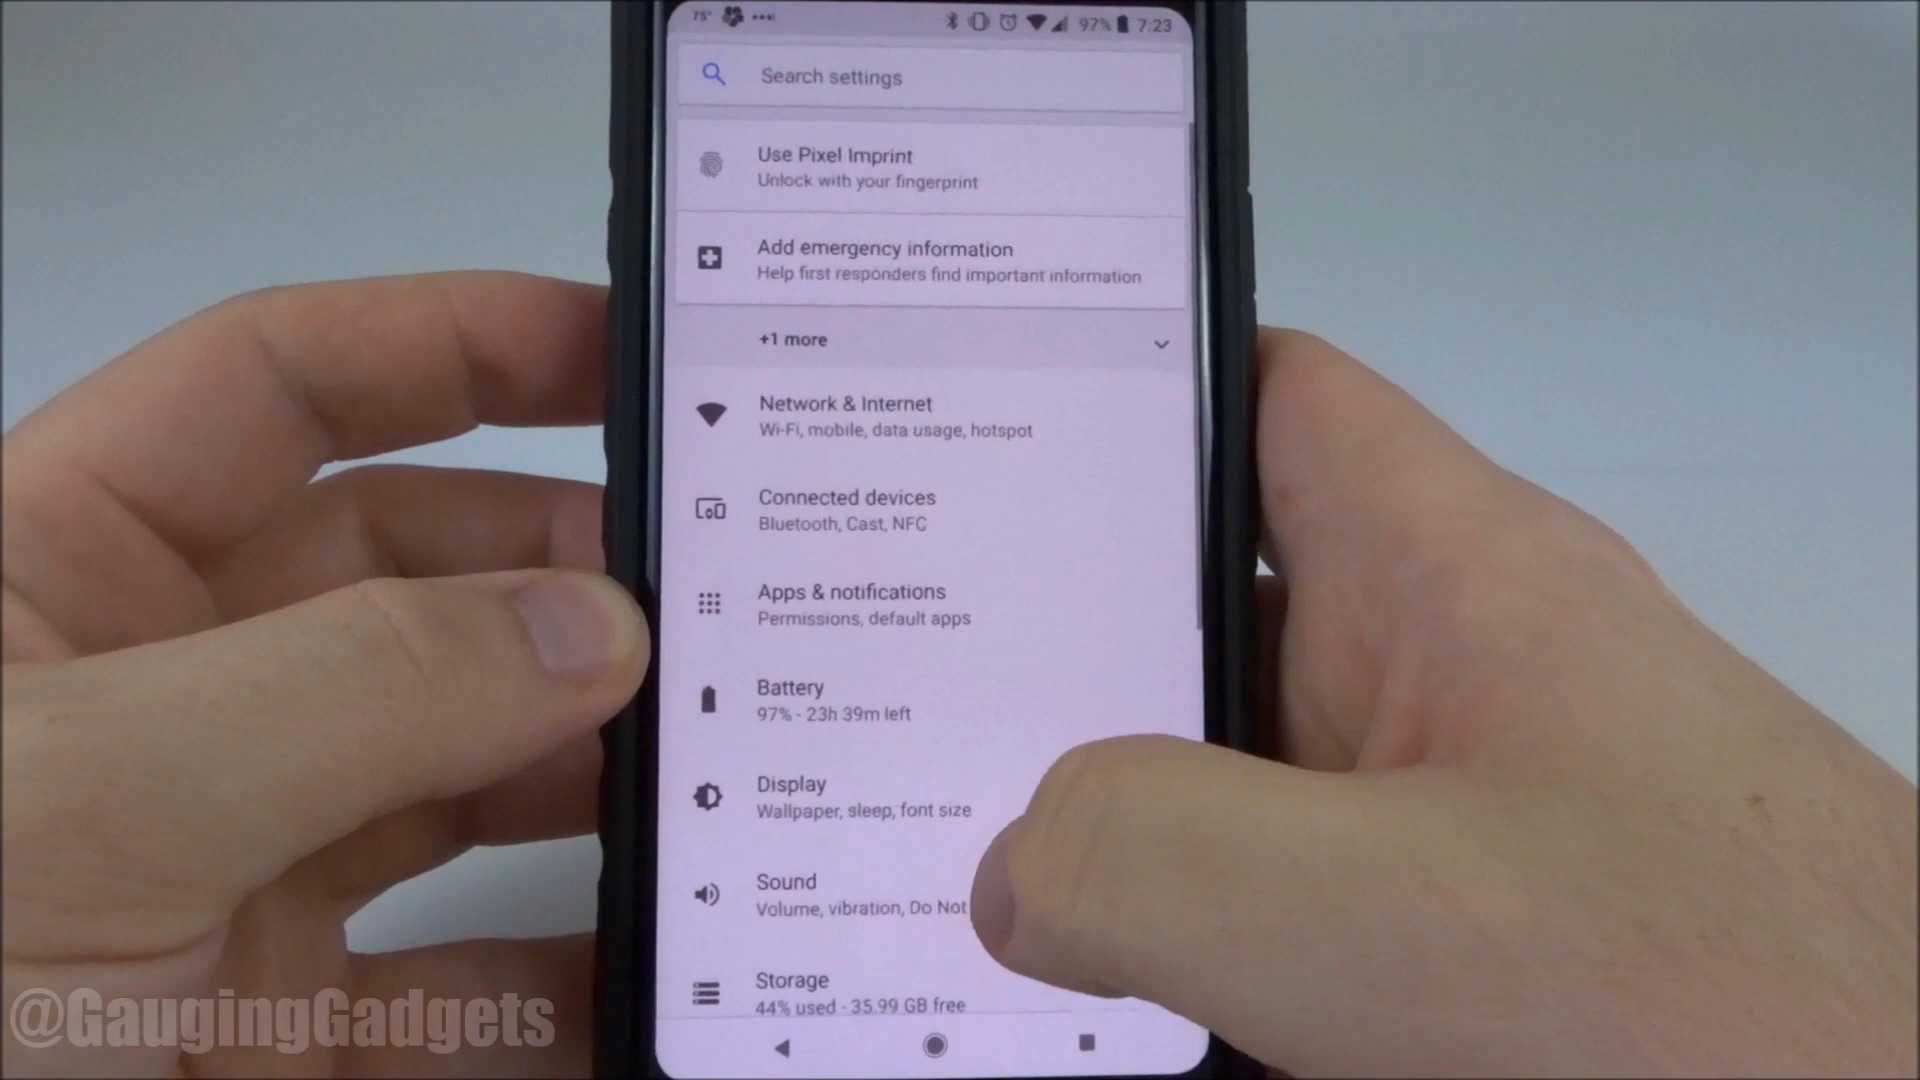 75°
97% 7:23
Search settings
Use Pixel Imprint
Unlock with your fingerprint
Add emergency information
Help first responders find important information
+1 more
Network & Internet
Wi-Fi, mobile, data usage, hotspot
Connected devices
Bluetooth, Cast, NFC
Apps & notifications
Permissions, default apps
Battery
97% - 23h 39m left
Display
Wallpaper, sleep, font size
Sound
Volume, vibration, Do Not
Storage
44% used - 35.99 GB free
@GaugingGadgets